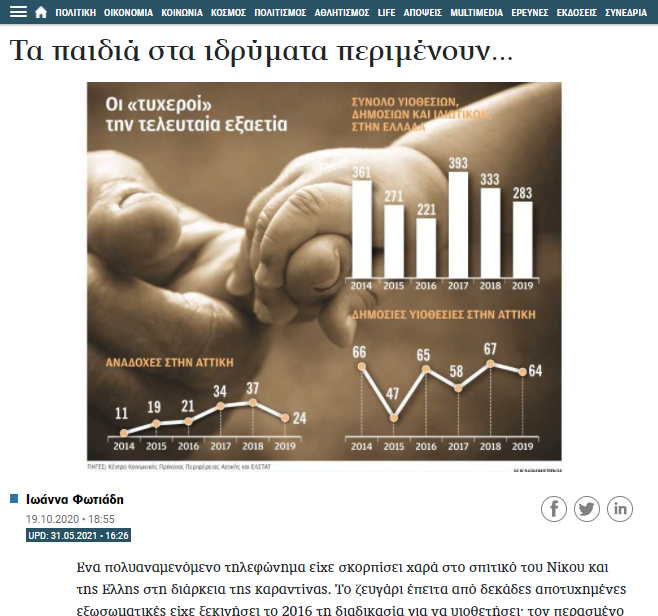 ΠΟΛΙΤΙΚΗ ΟΙΚΟΝΟΜΙΑ ΚΟΙΝΩΝΙΑ ΚΟΣΜΟΣ ΠΟΛΙΤΙΣΜΟΣ ΑΘΛΗΤΙΣΜΟΣ LIFE ΑΠΟΨΕΙΣ MULTIMEDIA ΕΡΕΥΝΕΣ ΕΚΔΟΣΕΙΣ ΣΥΝΕΔΡΙΑ
Τα παιδιά στα ιδρύματα περιμένουν...
Οι «τυχεροί»
την τελευταία εξαετία
ΣΥΝΟΛΟ ΥΙΟΘΕΣΙΩΝ,
ΔΗΜΟΣΙΩΝ ΚΑΙ ΙΔΙΩΤΙΚΩΝ,
ΣΤΗΝ ΕΛΛΑΔΑ
361 271 221 393 333 283
2014 2015 2016 2017 2018 2019
ΔΗΜΟΣΙΕΣ ΥΙΟΘΕΣΙΕΣ ΣΤΗΝ ΑΤΤΙΚΗ
66 47 65 58 67 64
2014 2015 2016 2017 2018 2019
ΑΝΑΔΟΧΕΣ ΣΤΗΝ ΑΤΤΙΚΗ
11 19 21 34 37 24
2014 2015 2016 2017 2018 2019
ΠΗΓΕΣ: Κέντρο Κοινωνικής Πρόνοιας Περιφέρειας Αττικής και ΕΛΣΤΑΤ
Η ΚΑΘΗΜΕΡΙΝΗ
Ιωάννα Φωτιάδη
19.10.2020 • 18:55
UPD: 31.05.2021 • 16:26
f in
Ενα πολυαναμενόμενο τηλεφώνημα είχε σκορπίσει χαρά στο σπιτικό του Νίκου και
της Ελλης στη διάρκεια της καραντίνας. Το ζευγάρι έπειτα από δεκάδες αποτυχημένες
εξωσωματικές είχε ξεκινήσει το 2016 τη διαδικασία για να υιοθετήσει· τον περασμένο